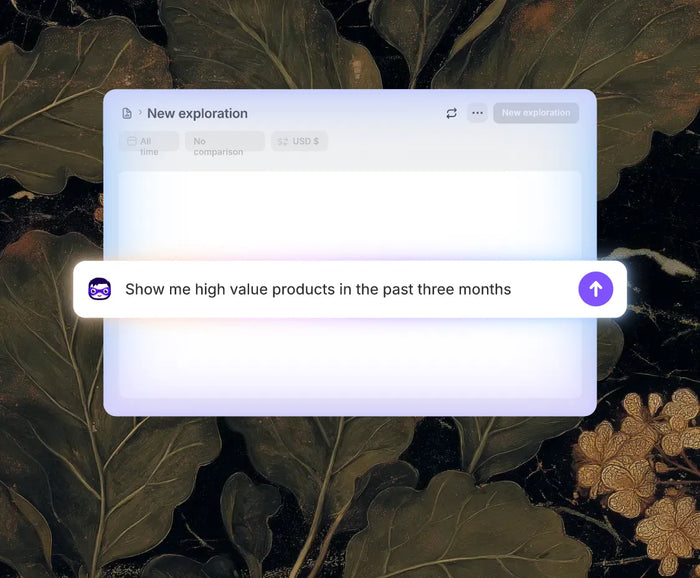 New exploration
New exploration
All
time
No
comparison
USD $
Show me high value products in the past three months